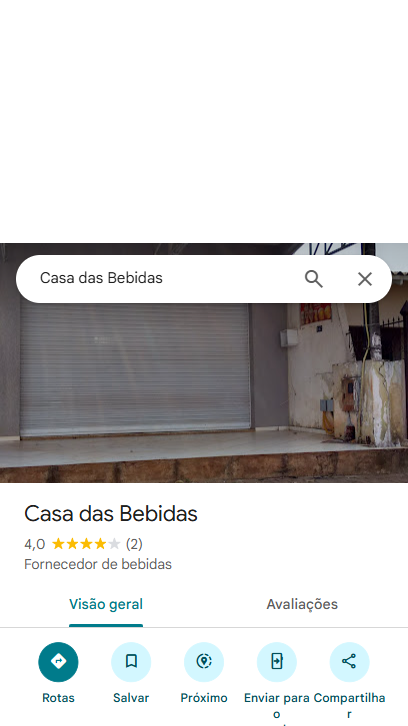 Casa das Bebidas
Casa das Bebidas
4,0 (2)
Fornecedor de bebidas
Visão geral Avaliações
Rotas Salvar Próximo Enviar para Compartilha
o r